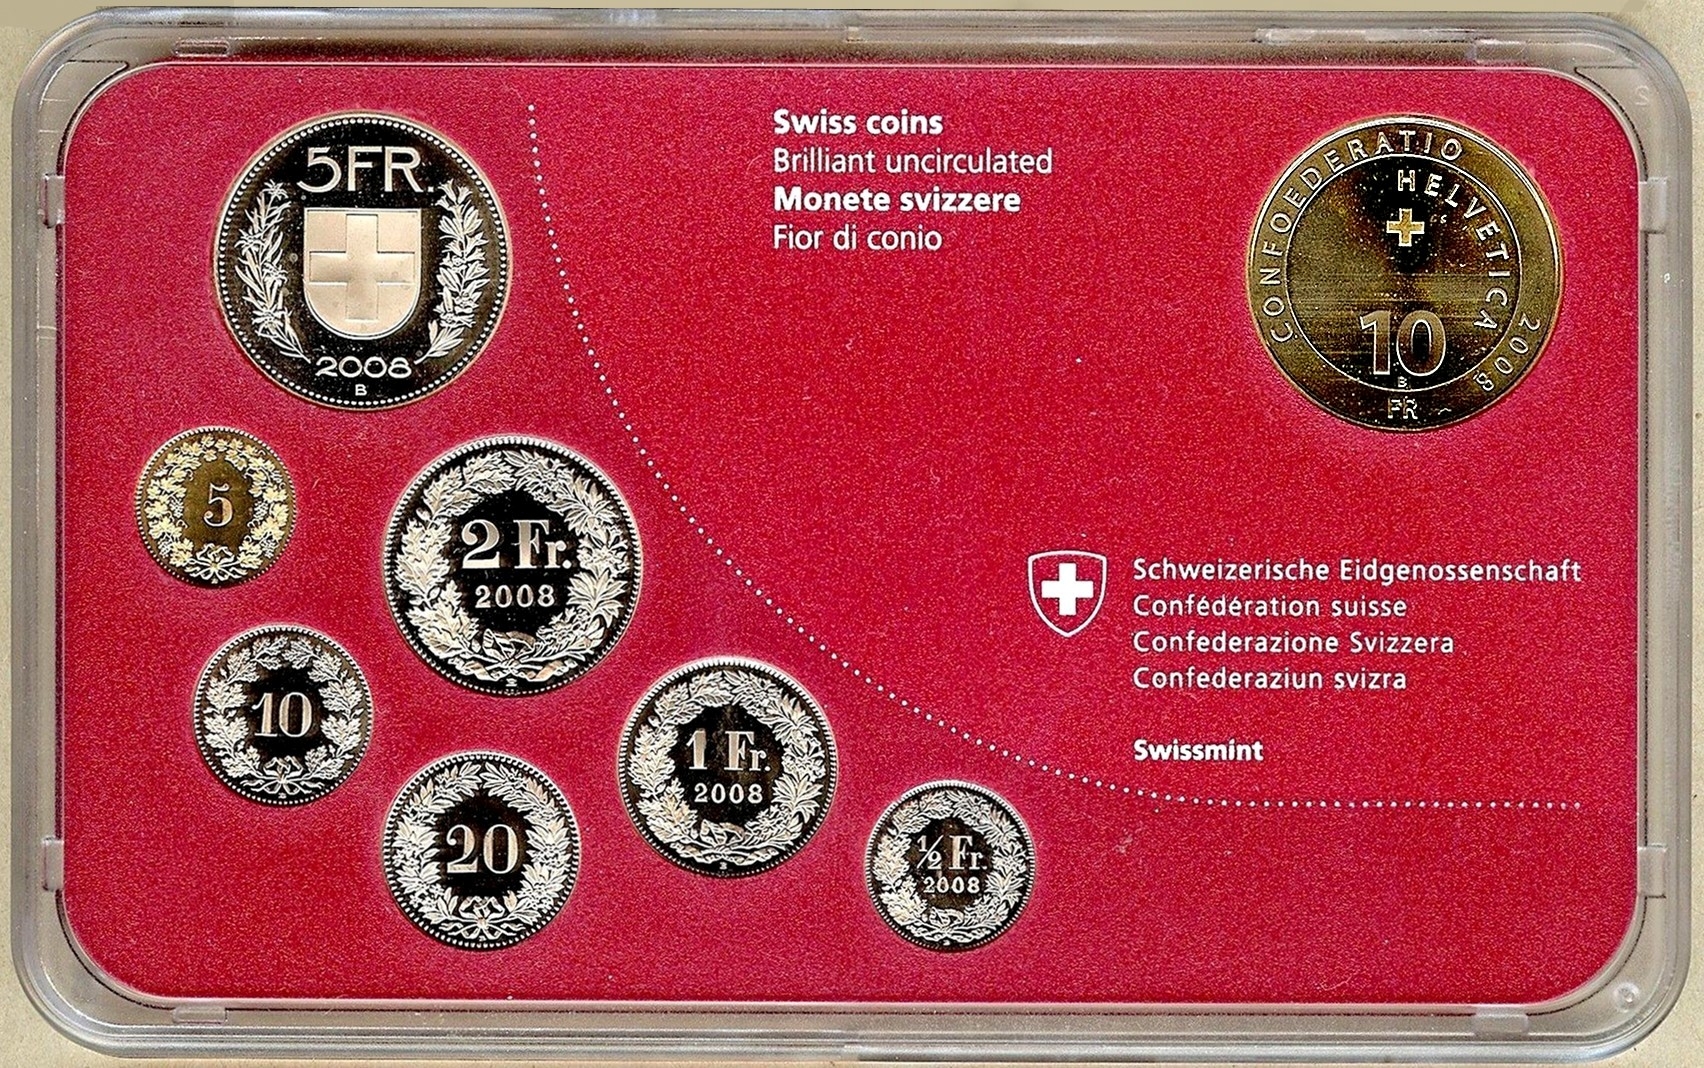 5FR.
2008
B
Swiss coins
Brilliant uncirculated
Monete svizzere
Fior di conio
CONFOEDERATIO
HELVETICA
2008
10
B
FR
5
2 Fr.
2008
10
20
1 Fr.
2008
½ Fr.
2008
Schweizerische Eidgenossenschaft
Confédération suisse
Confederazione Svizzera
Confederaziun svizra
Swissmint